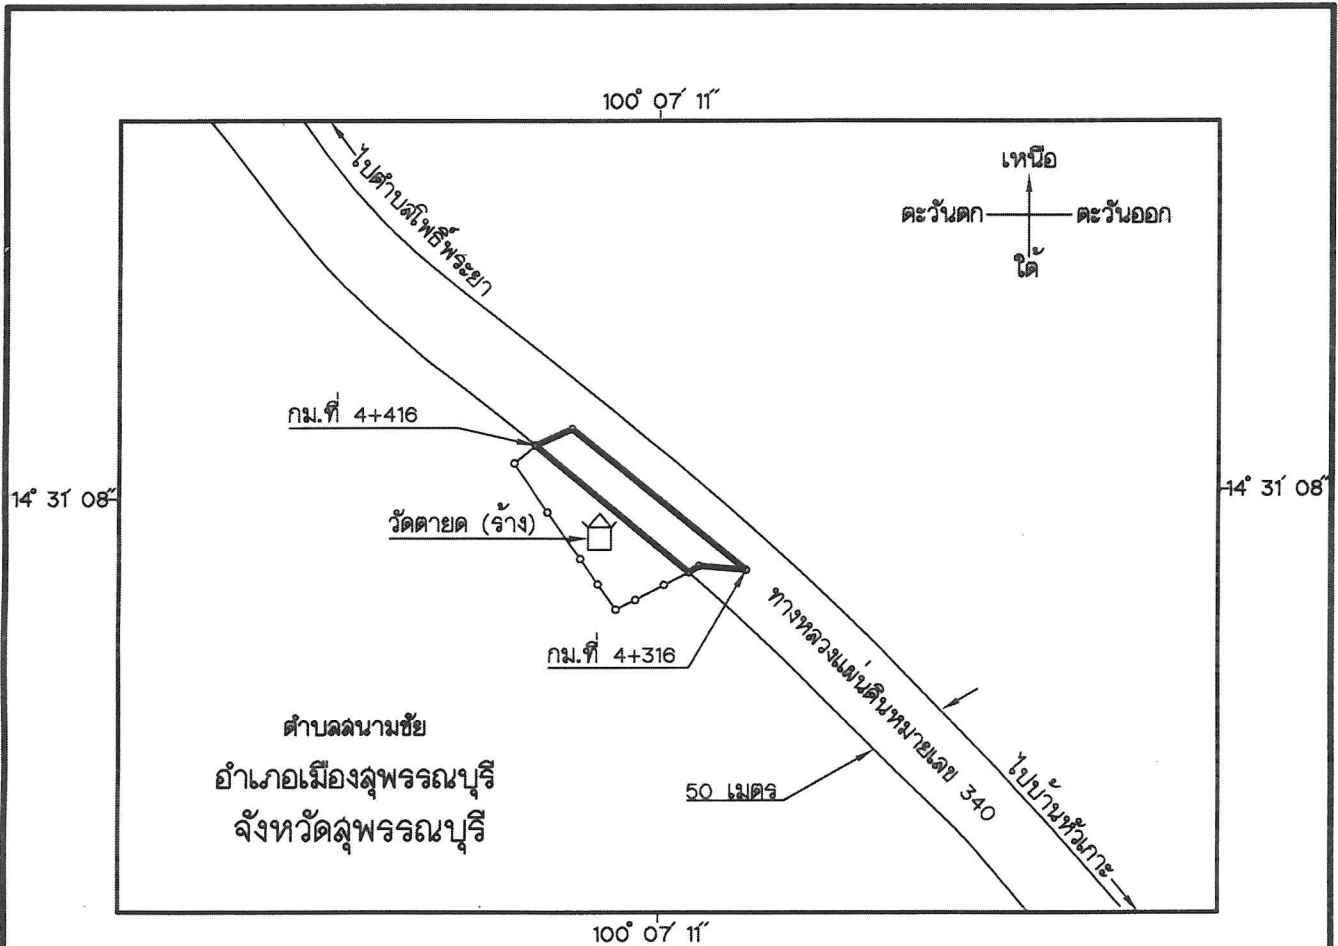 100° 07′ 11″
เหนือ
ตะวันตก
ตะวันออก
ใต้
ไปตำบลโพธิ์พระยา
กม.ที่ 4+416
14° 31′ 08″
14° 31′ 08″
วัดตายด (ร้าง)
กม.ที่ 4+316
ทางหลวงแผ่นดินหมายเลข 340
ตำบลสนามชัย
อำเภอเมืองสุพรรณบุรี
จังหวัดสุพรรณบุรี
50 เมตร
ไปบ้านหัวเกาะ
100° 07′ 11″